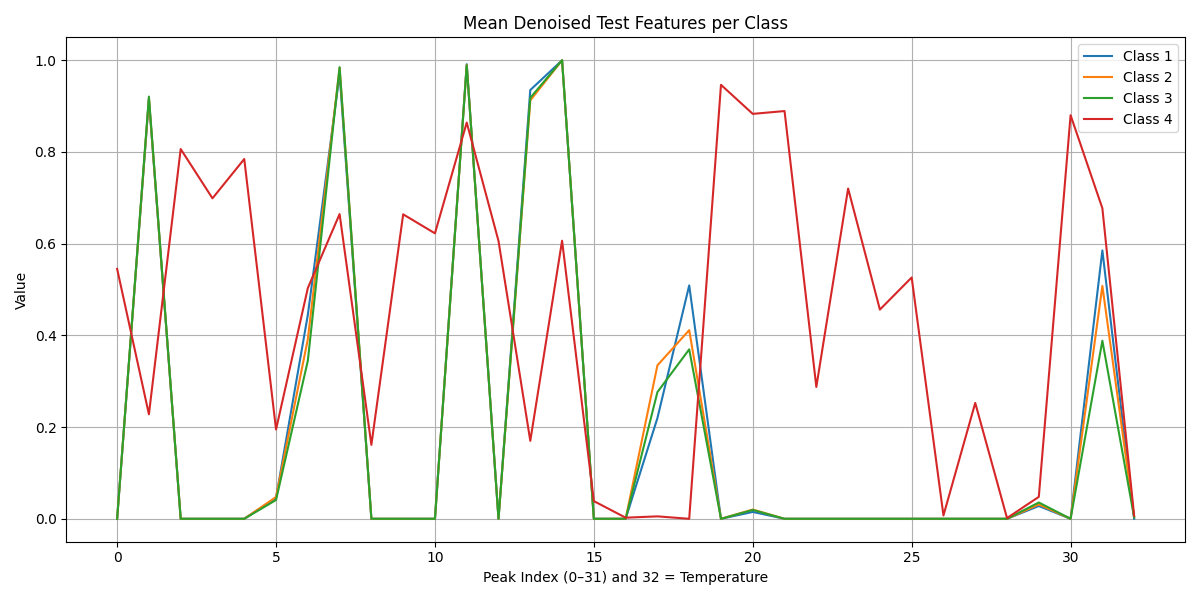 Mean Denoised Test Features per Class
Class 1
Class 2
Class 3
Class 4
Value
1.0
0.8
0.6
0.4
0.2
0.0
0 5 10 15 20 25 30
Peak Index (0–31) and 32 = Temperature